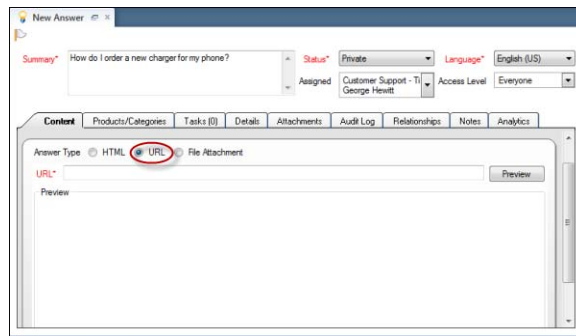 New Answer
Summary* How do I order a new charger for my phone? Status* Private Language* English (US)
Assigned Customer Support - Ti Access Level Everyone
George Hewitt
Content Products/Categories Tasks (0) Details Attachments Audit Log Relationships Notes Analytics
Answer Type HTML URL File Attachment
URL* Preview
Preview